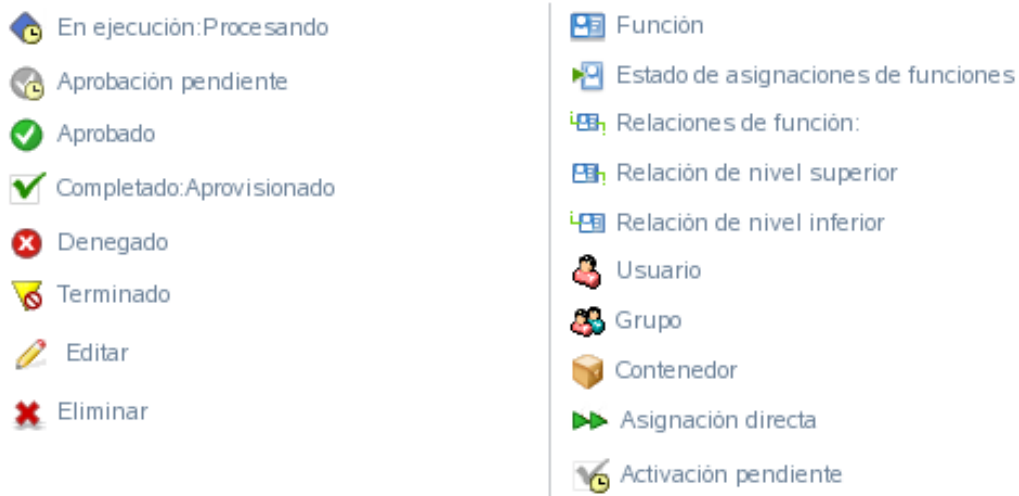 En ejecución:Procesando
Aprobación pendiente
Aprobado
Completado:Aprovisionado
Denegado
Terminado
Editar
Eliminar
Función
Estado de asignaciones de funciones
Relaciones de función:
Relación de nivel superior
Relación de nivel inferior
Usuario
Grupo
Contenedor
Asignación directa
Activación pendiente